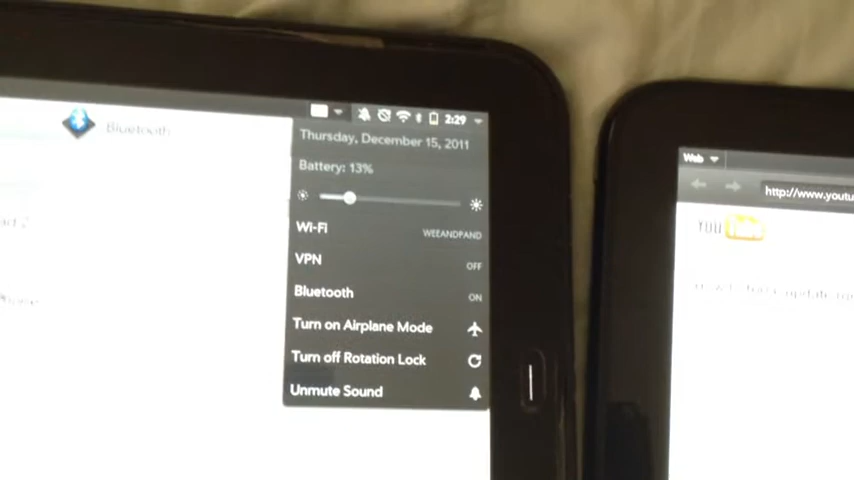 Bluetooth
2:29
Thursday, December 15, 2011
Battery: 13%
Wi-Fi WEEANDPAND
VPN OFF
Bluetooth ON
Turn on Airplane Mode
Turn off Rotation Lock
Unmute Sound
Web
http://www.youtu
YouTube